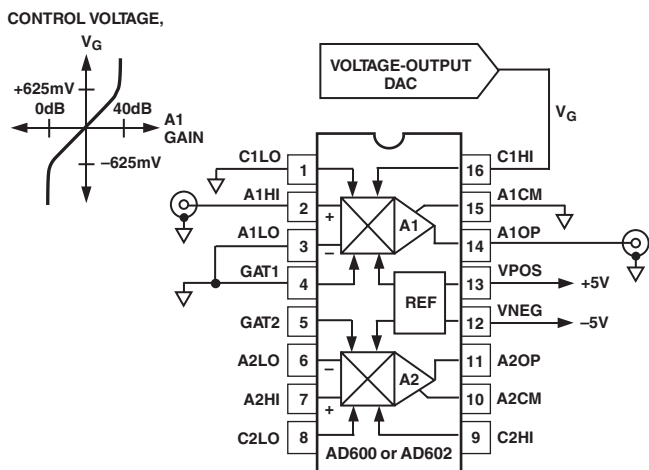 CONTROL VOLTAGE,
VG
+625mV
0dB 40dB
A1
GAIN
–625mV
VOLTAGE-OUTPUT
DAC
VG
C1LO 1
A1HI 2
A1LO 3
GAT1 4
GAT2 5
A2LO 6
A2HI 7
C2LO 8
+
–
A1
REF
–
+
A2
16 C1HI
15 A1CM
14 A1OP
13 VPOS +5V
12 VNEG –5V
11 A2OP
10 A2CM
9 C2HI
AD600 or AD602